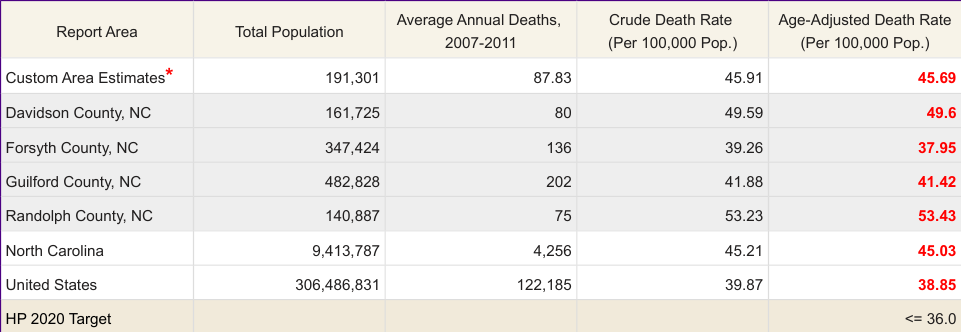 Report Area Total Population Average Annual Deaths, 2007-2011 Crude Death Rate (Per 100,000 Pop.) Age-Adjusted Death Rate (Per 100,000 Pop.)
Custom Area Estimates* 191,301 87.83 45.91 45.69
Davidson County, NC 161,725 80 49.59 49.6
Forsyth County, NC 347,424 136 39.26 37.95
Guilford County, NC 482,828 202 41.88 41.42
Randolph County, NC 140,887 75 53.23 53.43
North Carolina 9,413,787 4,256 45.21 45.03
United States 306,486,831 122,185 39.87 38.85
HP 2020 Target <= 36.0